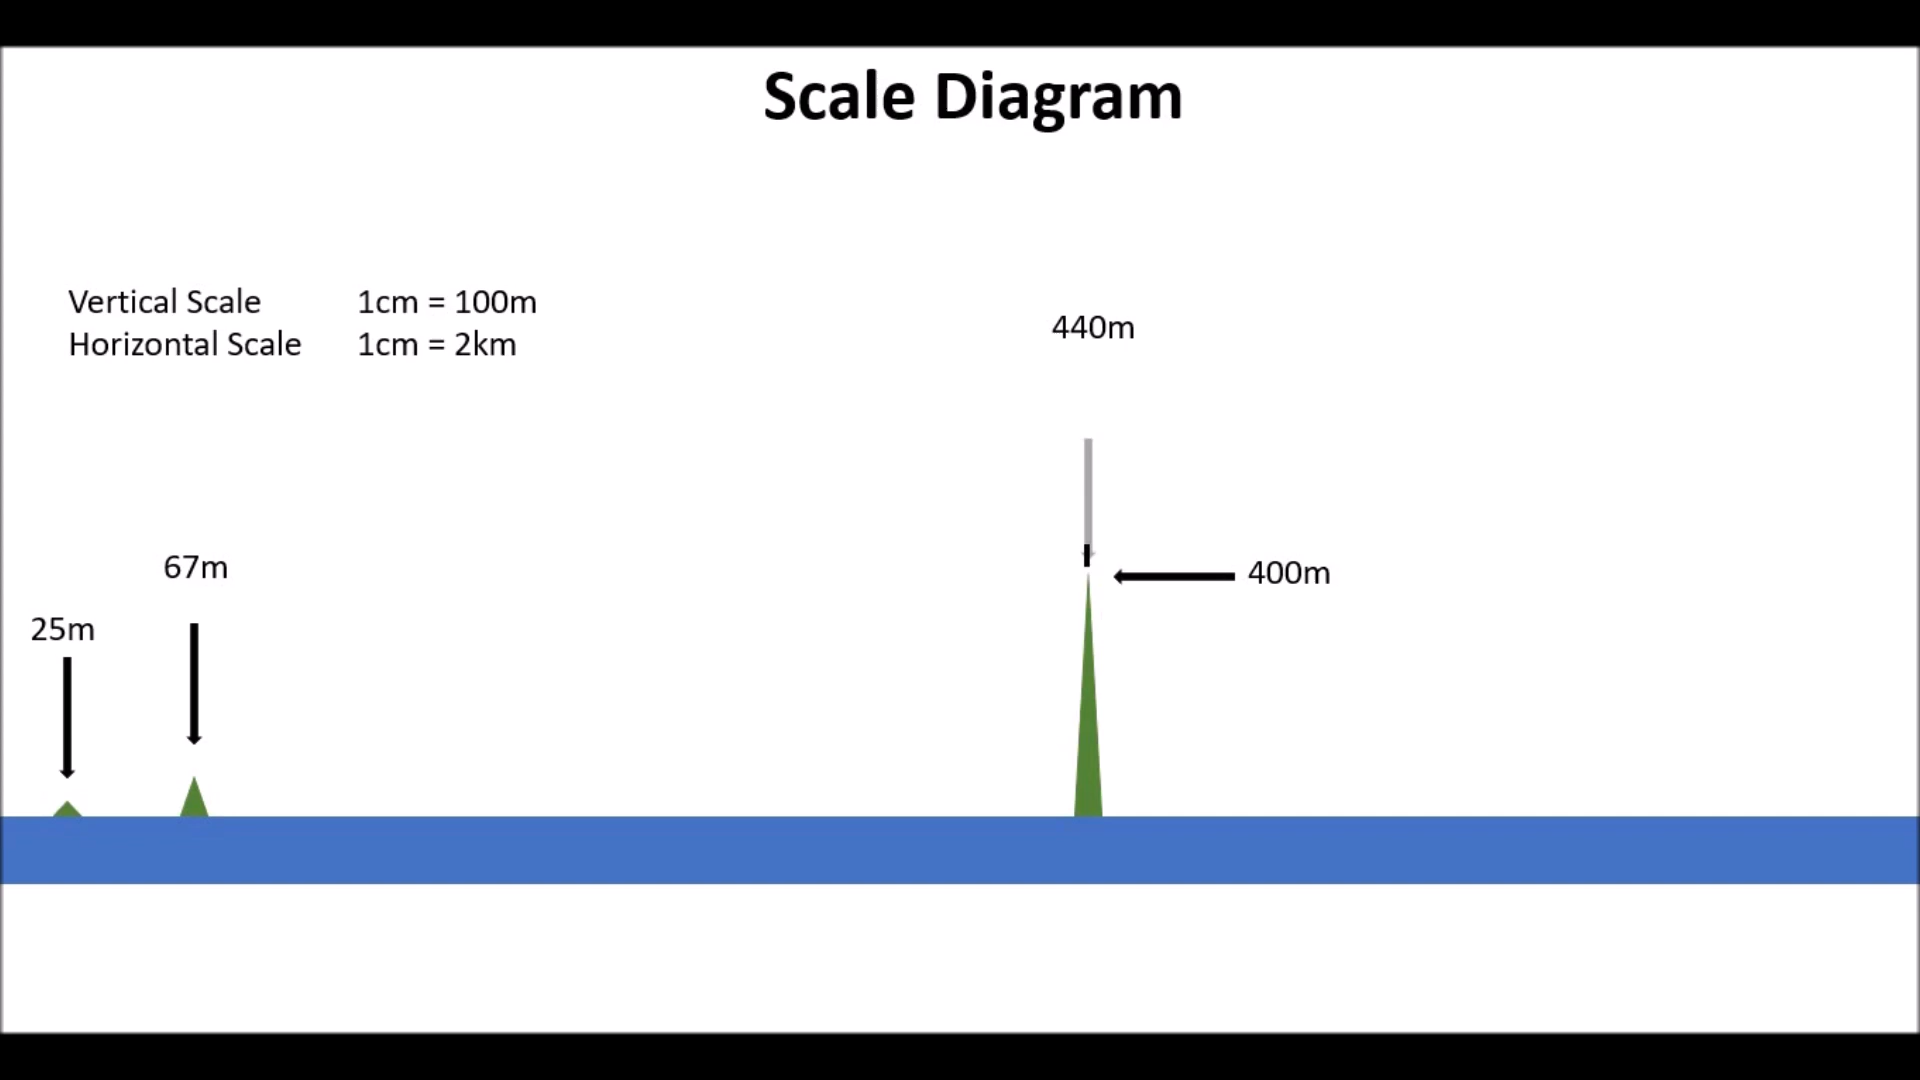 Scale Diagram
Vertical Scale 1cm = 100m
Horizontal Scale 1cm = 2km
440m
67m
400m
25m